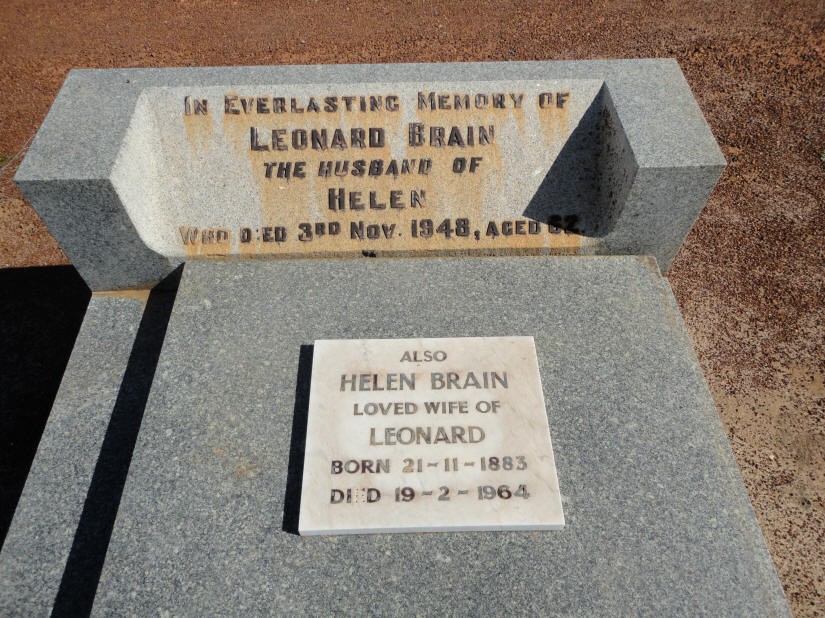 IN EVERLASTING MEMORY OF
LEONARD BRAIN
THE HUSBAND OF
HELEN
WHO DIED 3RD NOV. 1948, AGED 62
ALSO
HELEN BRAIN
LOVED WIFE OF
LEONARD
BORN 21-11-1883
DIED 19-2-1964